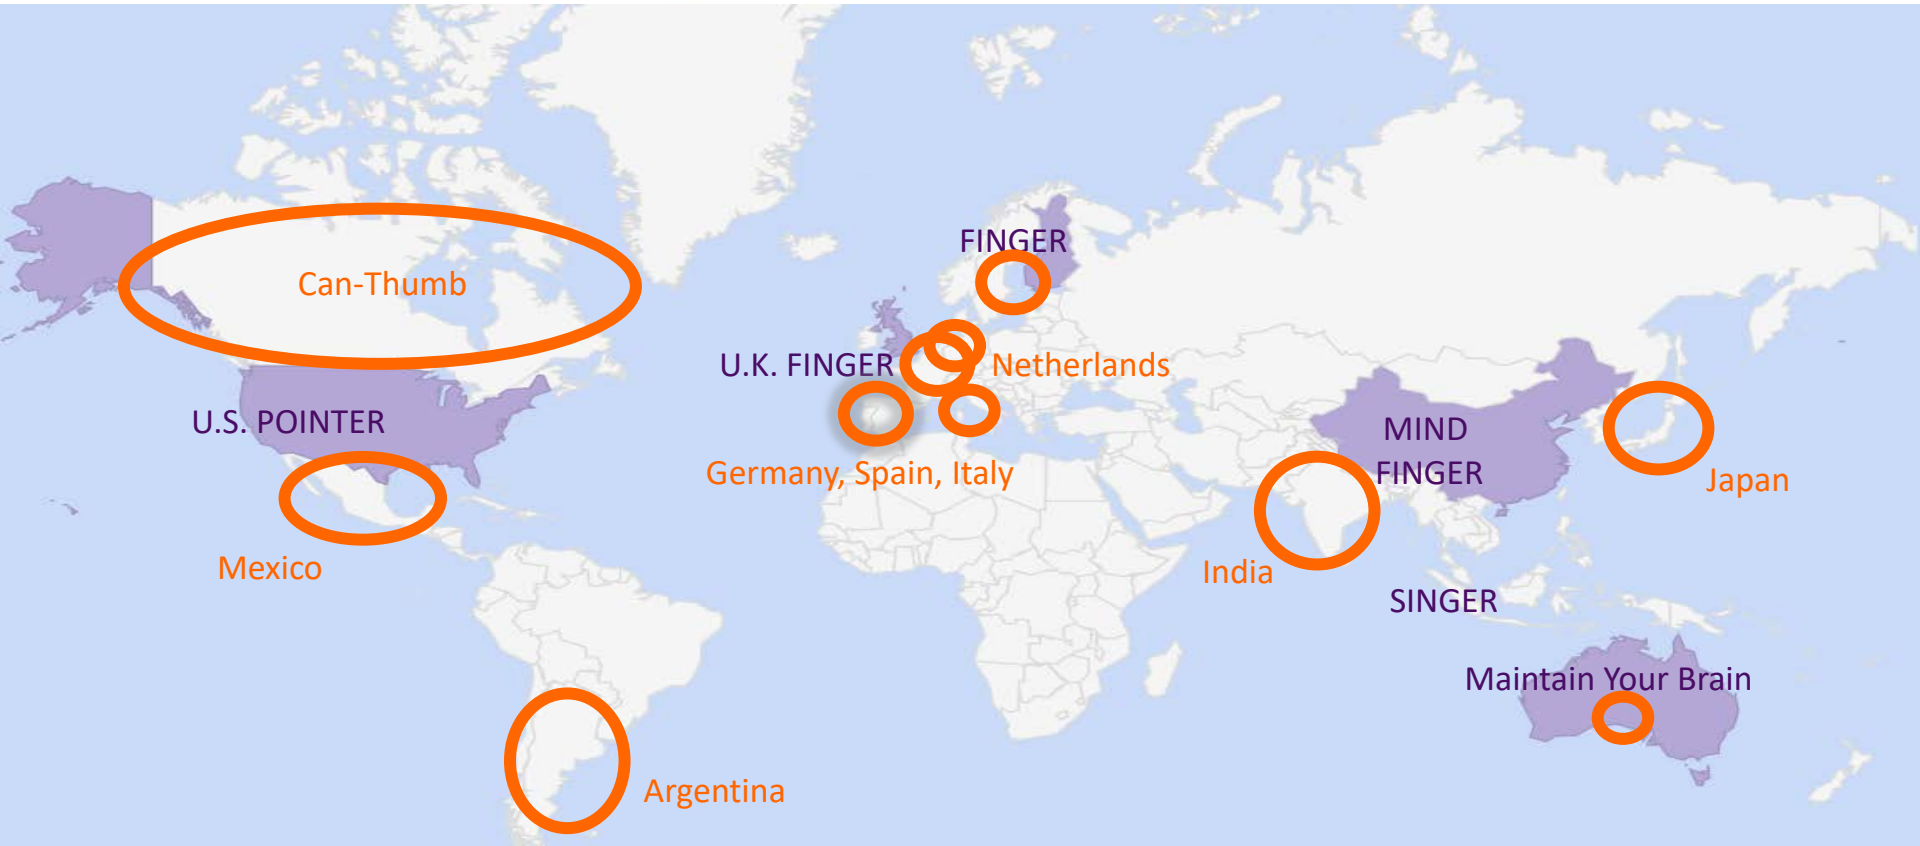 FINGER
Can-Thumb
U.K. FINGER
Netherlands
U.S. POINTER
MIND
FINGER
Germany, Spain, Italy
Japan
Mexico
India
SINGER
Maintain Your Brain
Argentina